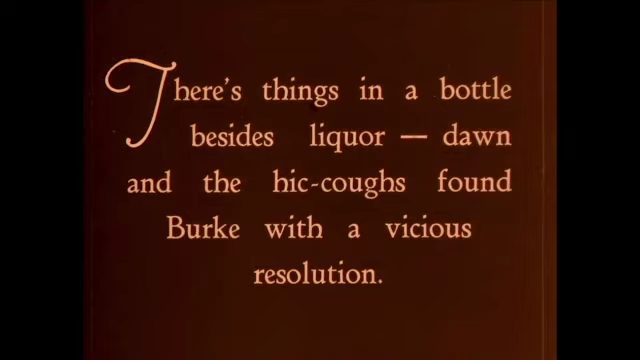 There's things in a bottle
besides liquor — dawn
and the hic-coughs found
Burke with a vicious
resolution.